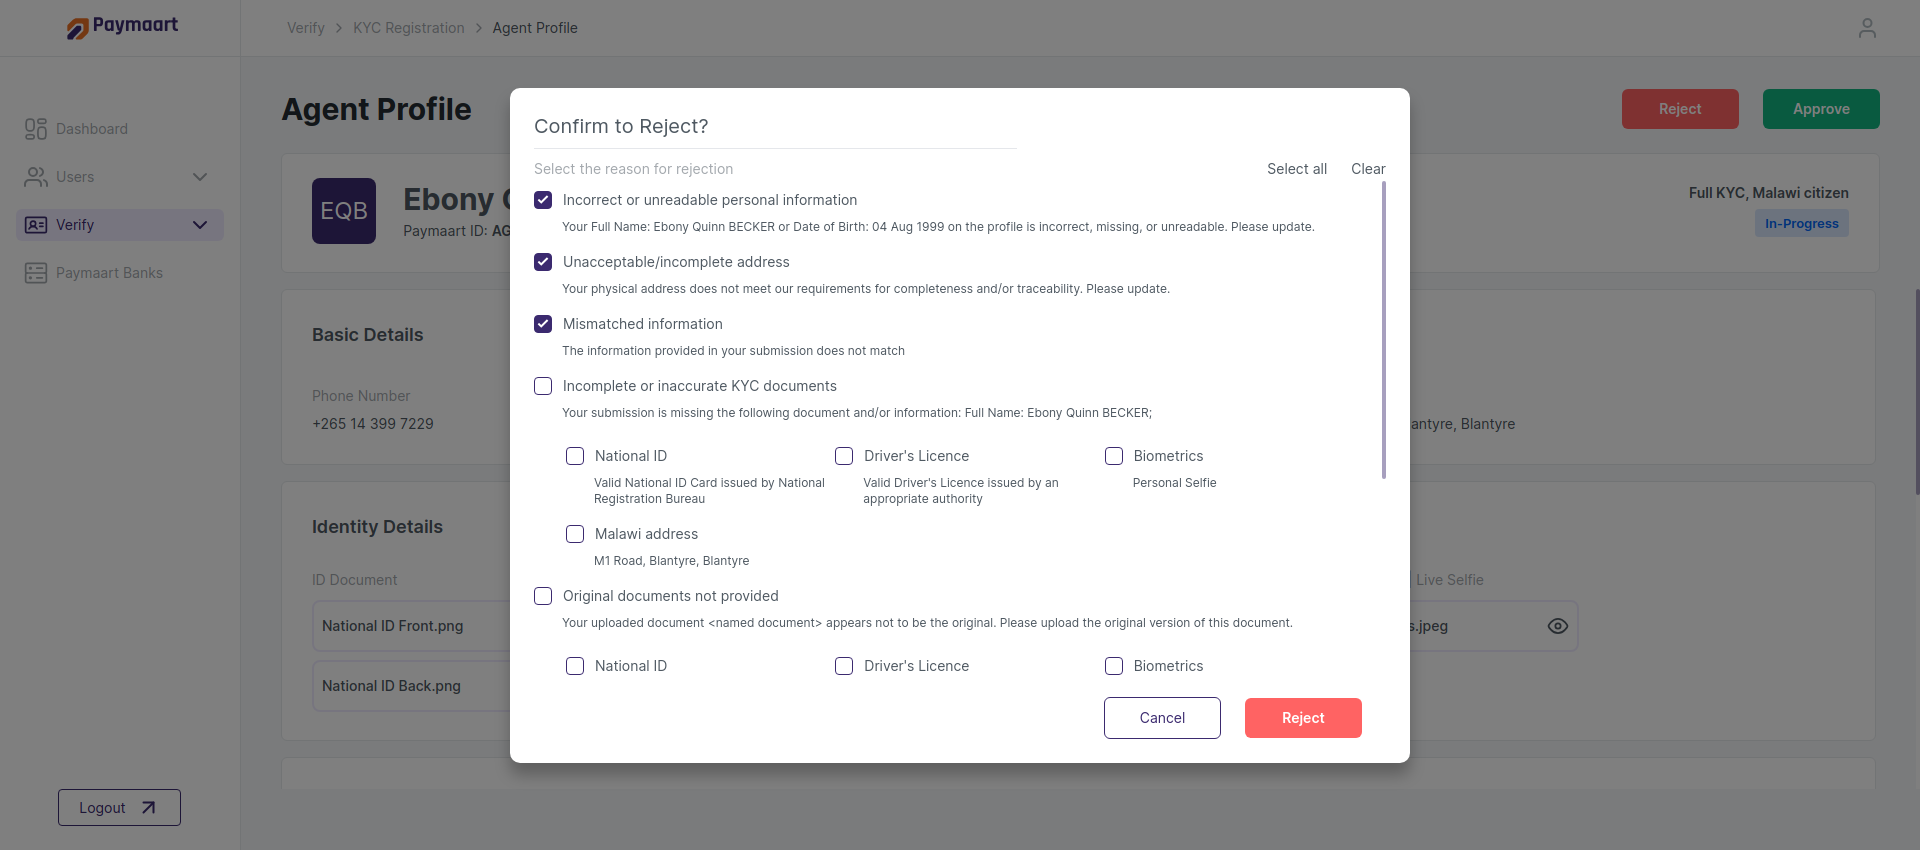 Paymaart
Verify > KYC Registration > Agent Profile
Dashboard
Users
Verify
Paymaart Banks
Logout
Agent Profile
Reject
Approve
EQB
Ebony
Paymaart ID:
Full KYC, Malawi citizen
In-Progress
Basic Details
Phone Number
+265 14 399 7229
antyre, Blantyre
Identity Details
ID Document
National ID Front.png
National ID Back.png
Live Selfie
s.jpeg
Confirm to Reject?
Select the reason for rejection
Select all
Clear
Incorrect or unreadable personal information
Your Full Name: Ebony Quinn BECKER or Date of Birth: 04 Aug 1999 on the profile is incorrect, missing, or unreadable. Please update.
Unacceptable/incomplete address
Your physical address does not meet our requirements for completeness and/or traceability. Please update.
Mismatched information
The information provided in your submission does not match
Incomplete or inaccurate KYC documents
Your submission is missing the following document and/or information: Full Name: Ebony Quinn BECKER;
National ID
Valid National ID Card issued by National
Registration Bureau
Driver's Licence
Valid Driver's Licence issued by an
appropriate authority
Biometrics
Personal Selfie
Malawi address
M1 Road, Blantyre, Blantyre
Original documents not provided
Your uploaded document <named document> appears not to be the original. Please upload the original version of this document.
National ID
Driver's Licence
Biometrics
Cancel
Reject